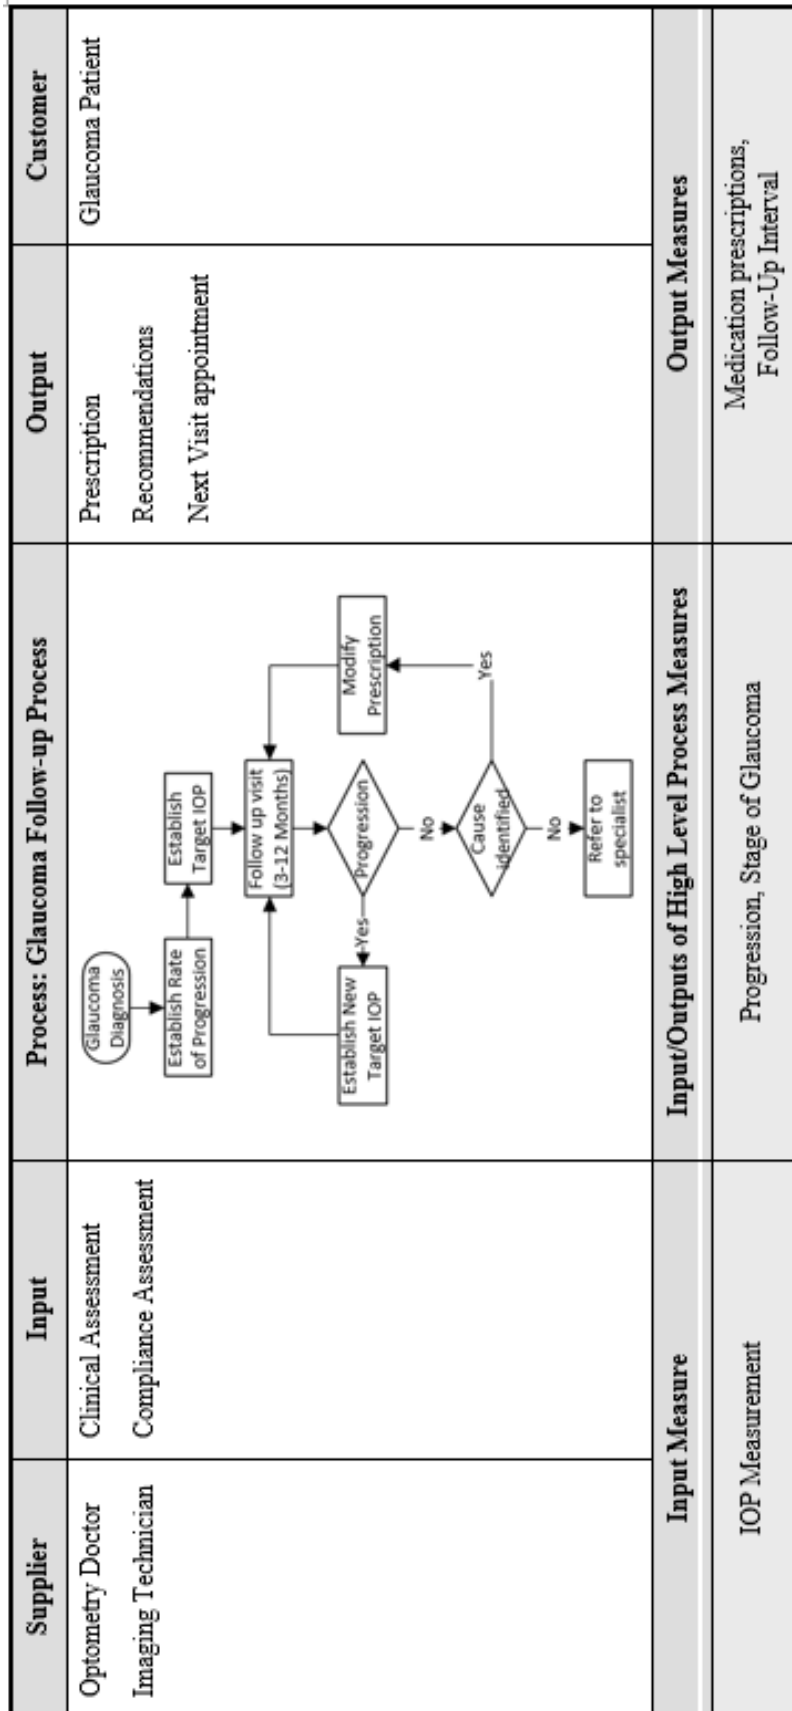 Supplier
Input
Process: Glaucoma Follow-up Process
Output
Customer
Optometry Doctor
Imaging Technician
Clinical Assessment
Compliance Assessment
Glaucoma
Diagnosis
Establish Rate
of Progression
Establish
Target IOP
Follow up visit
(3-12 Months)
Progression
Yes
Establish New
Target IOP
No
Cause
identified
Yes
Modify
Prescription
No
Refer to
specialist
Prescription
Recommendations
Next Visit appointment
Glaucoma Patient
Input Measure
Input/Outputs of High Level Process Measures
Output Measures
IOP Measurement
Progression, Stage of Glaucoma
Medication prescriptions,
Follow-Up Interval